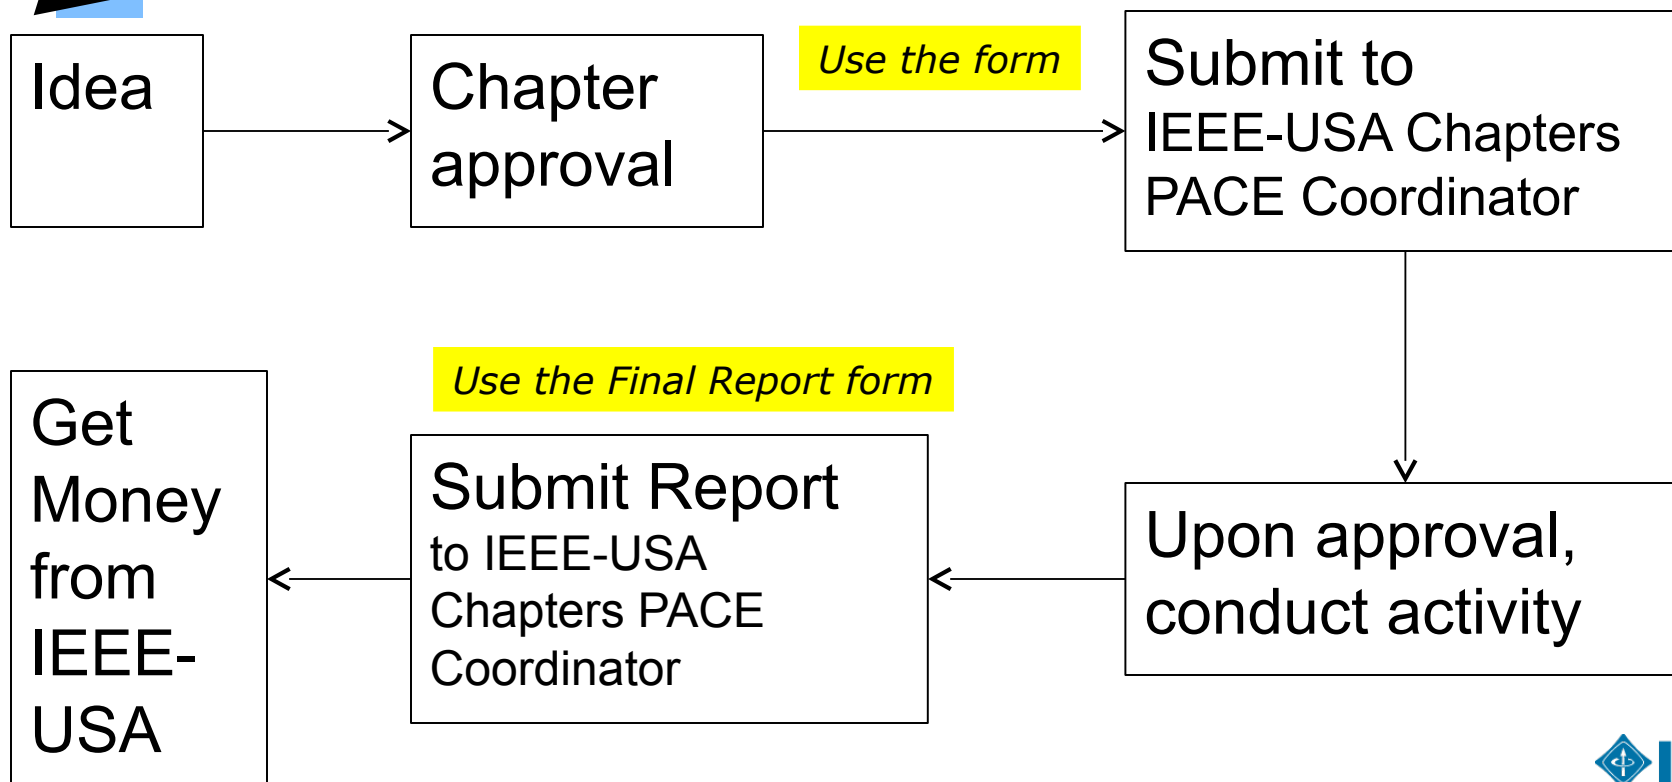 Idea
Chapter
approval
Use the form
Submit to
IEEE-USA Chapters
PACE Coordinator
Upon approval,
conduct activity
Use the Final Report form
Submit Report
to IEEE-USA
Chapters PACE
Coordinator
Get
Money
from
IEEE-
USA